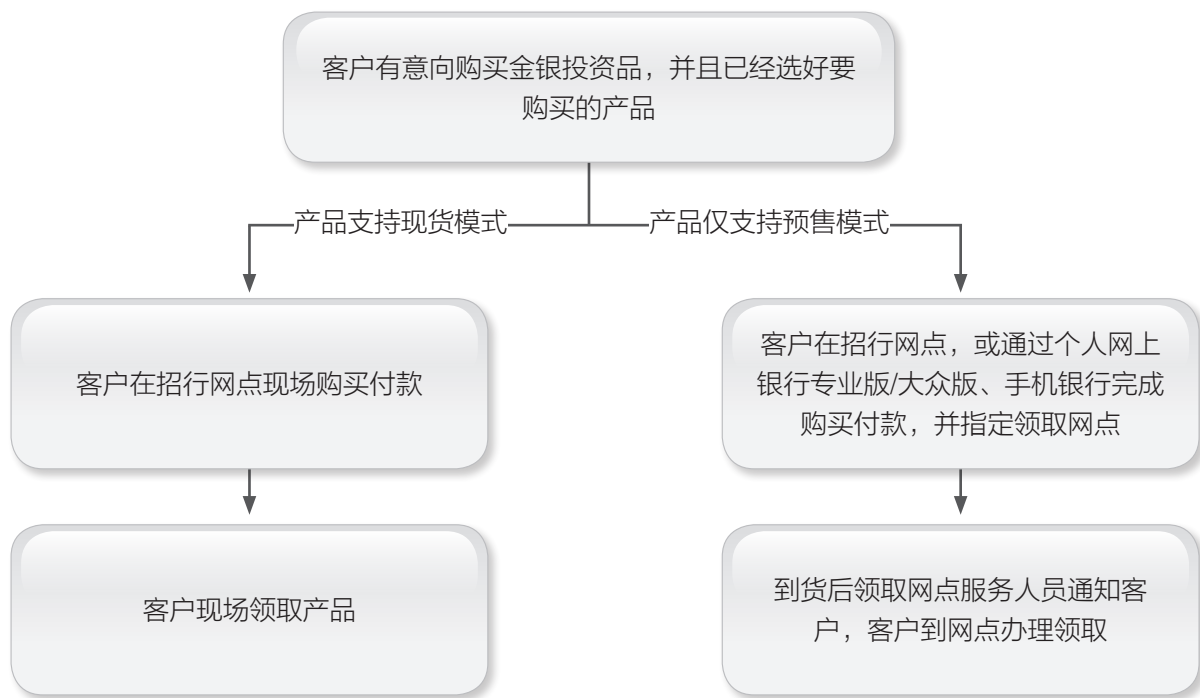 客户有意向购买金银投资品，并且已经选好要
购买的产品
产品支持现货模式
产品仅支持预售模式
客户在招行网点现场购买付款
客户在招行网点，或通过个人网上
银行专业版/大众版、手机银行完成
购买付款，并指定领取网点
客户现场领取产品
到货后领取网点服务人员通知客
户，客户到网点办理领取